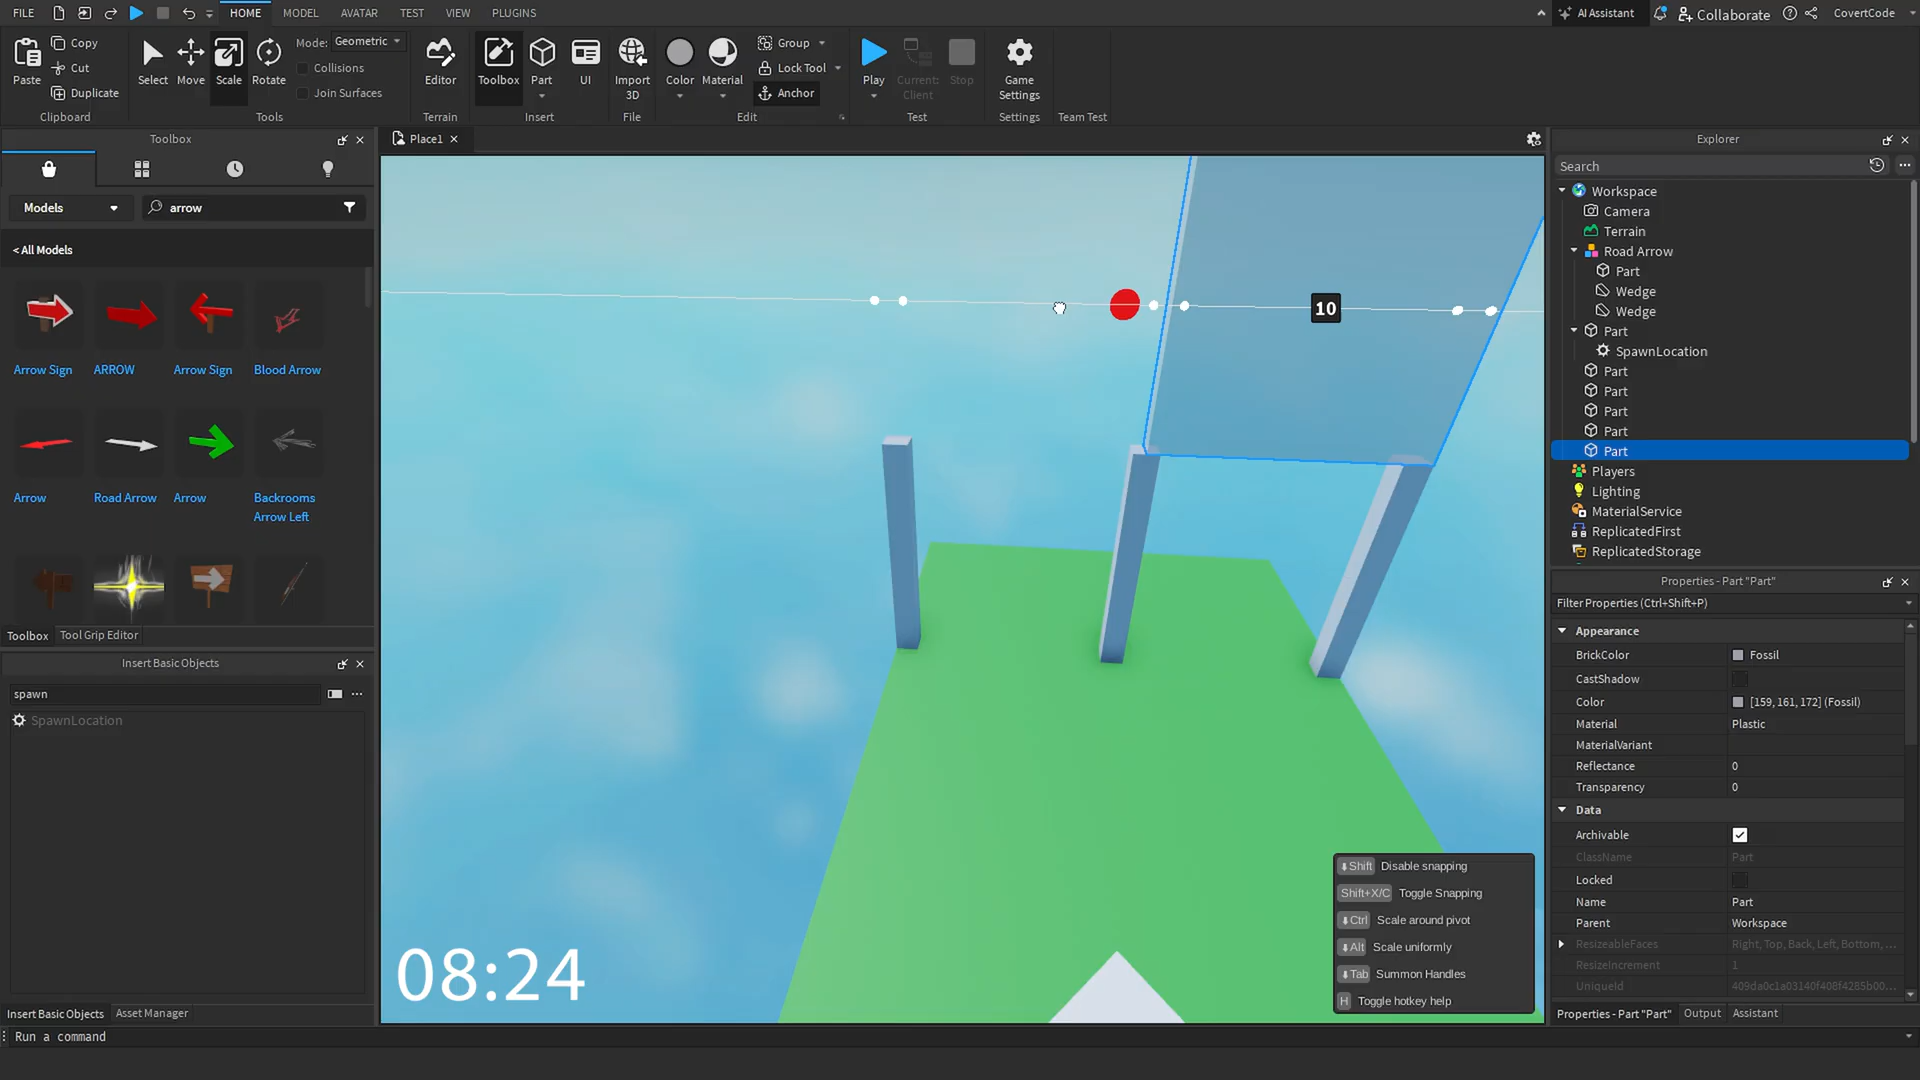 FILE HOME MODEL AVATAR TEST VIEW PLUGINS AI Assistant Collaborate CovertCode
Paste Copy Cut Duplicate Clipboard
Select Move Scale Rotate Mode: Geometric Collisions Join Surfaces Tools
Editor Terrain
Toolbox Part UI Insert
Import 3D File
Color Material Group Lock Tool Anchor Edit
Play Current: Client Stop Test
Game Settings Settings
Team Test
Toolbox
Models arrow
< All Models
Arrow Sign ARROW Arrow Sign Blood Arrow
Arrow Road Arrow Arrow Backrooms Arrow Left
Toolbox Tool Grip Editor
Insert Basic Objects
spawn
SpawnLocation
Insert Basic Objects Asset Manager
Run a command
Place1
10
08:24
Shift Disable snapping
Shift+X/C Toggle Snapping
Ctrl Scale around pivot
Alt Scale uniformly
Tab Summon Handles
H Toggle hotkey help
Explorer
Search
Workspace
Camera
Terrain
Road Arrow
Part
Wedge
Wedge
Part
SpawnLocation
Part
Part
Part
Part
Part
Players
Lighting
MaterialService
ReplicatedFirst
ReplicatedStorage
Properties - Part "Part"
Filter Properties (Ctrl+Shift+P)
Appearance
BrickColor Fossil
CastShadow
Color [159, 161, 172] (Fossil)
Material Plastic
MaterialVariant
Reflectance 0
Transparency 0
Data
Archivable
ClassName Part
Locked
Name Part
Parent Workspace
ResizeableFaces Right, Top, Back, Left, Bottom, ...
ResizeIncrement 1
UniqueId
Properties - Part "Part" Output Assistant